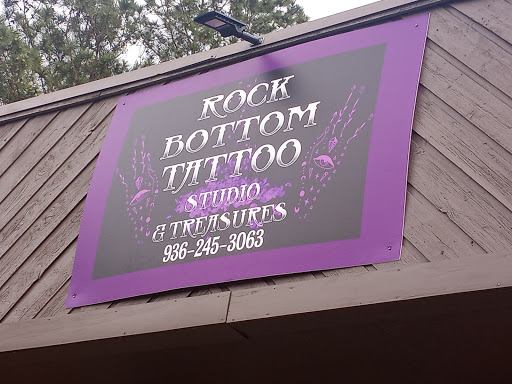 ROCK
BOTTOM
TATTOO
STUDIO
& TREASURES
936-245-3063